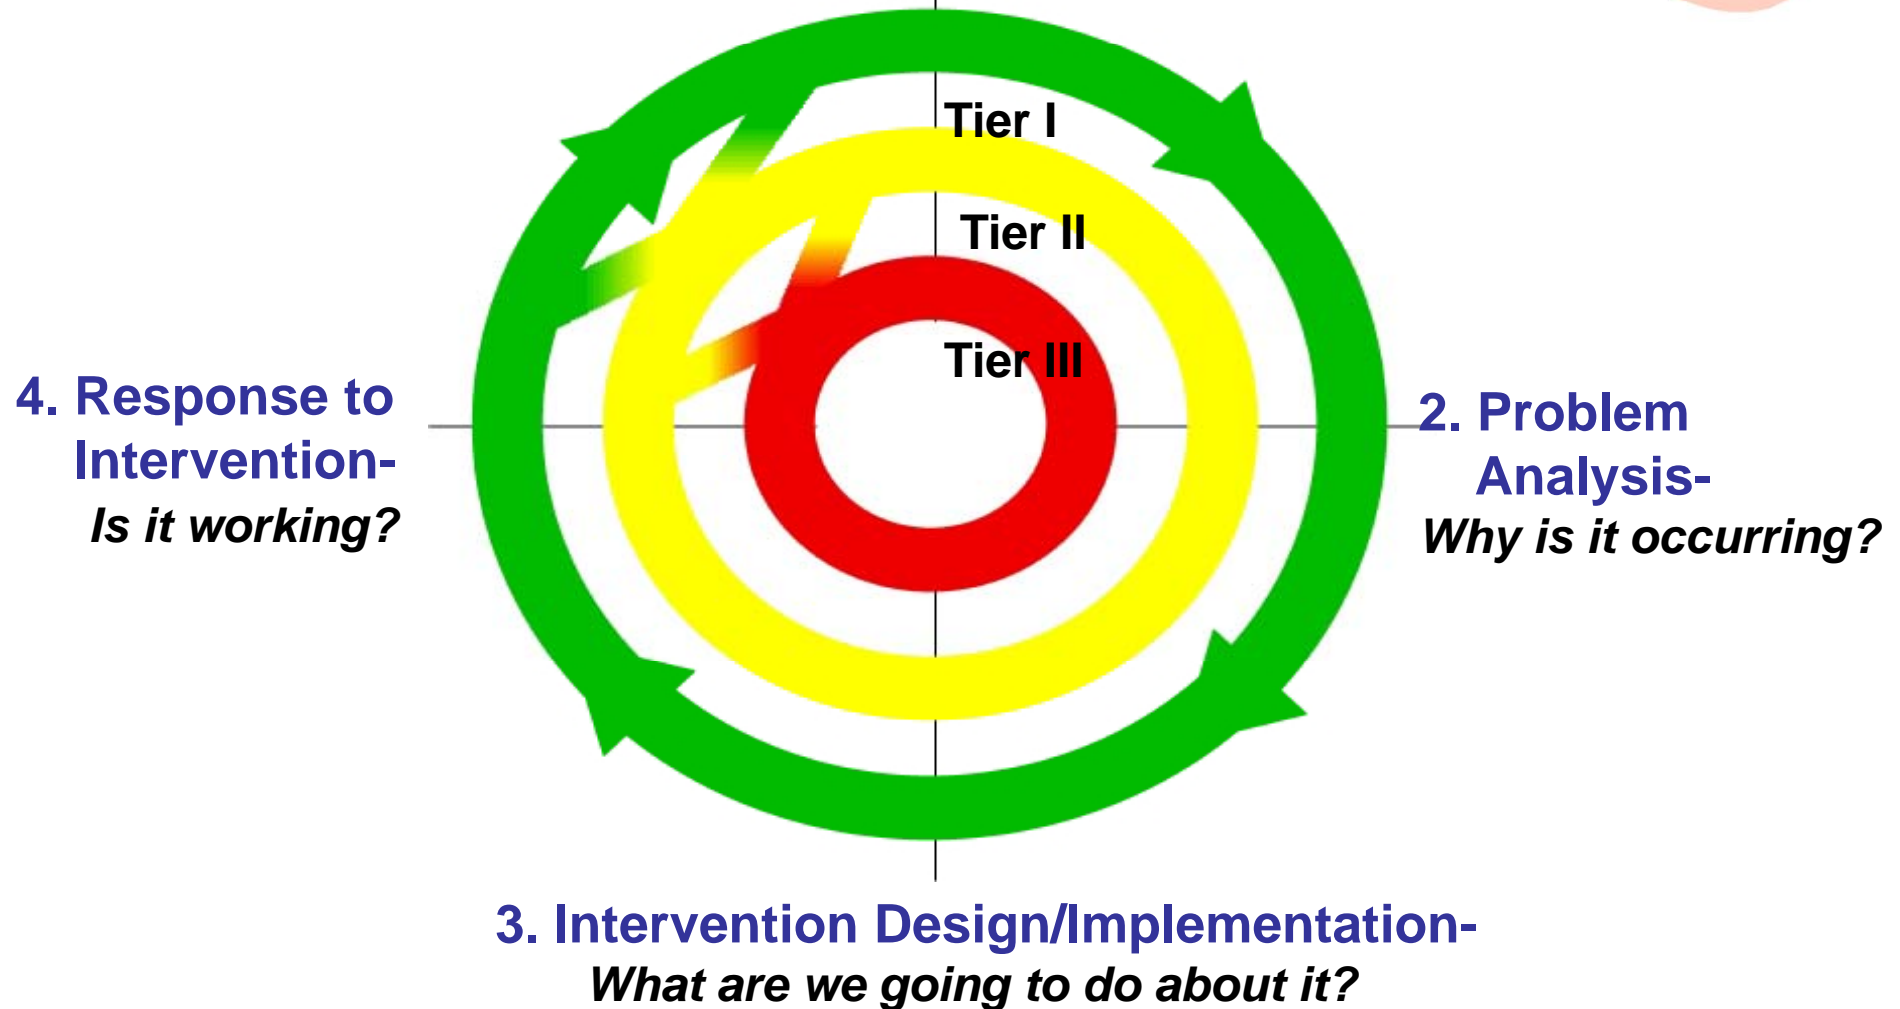 Tier I
Tier II
Tier III
4. Response to
Intervention-
Is it working?
2. Problem
Analysis-
Why is it occurring?
3. Intervention Design/Implementation-
What are we going to do about it?